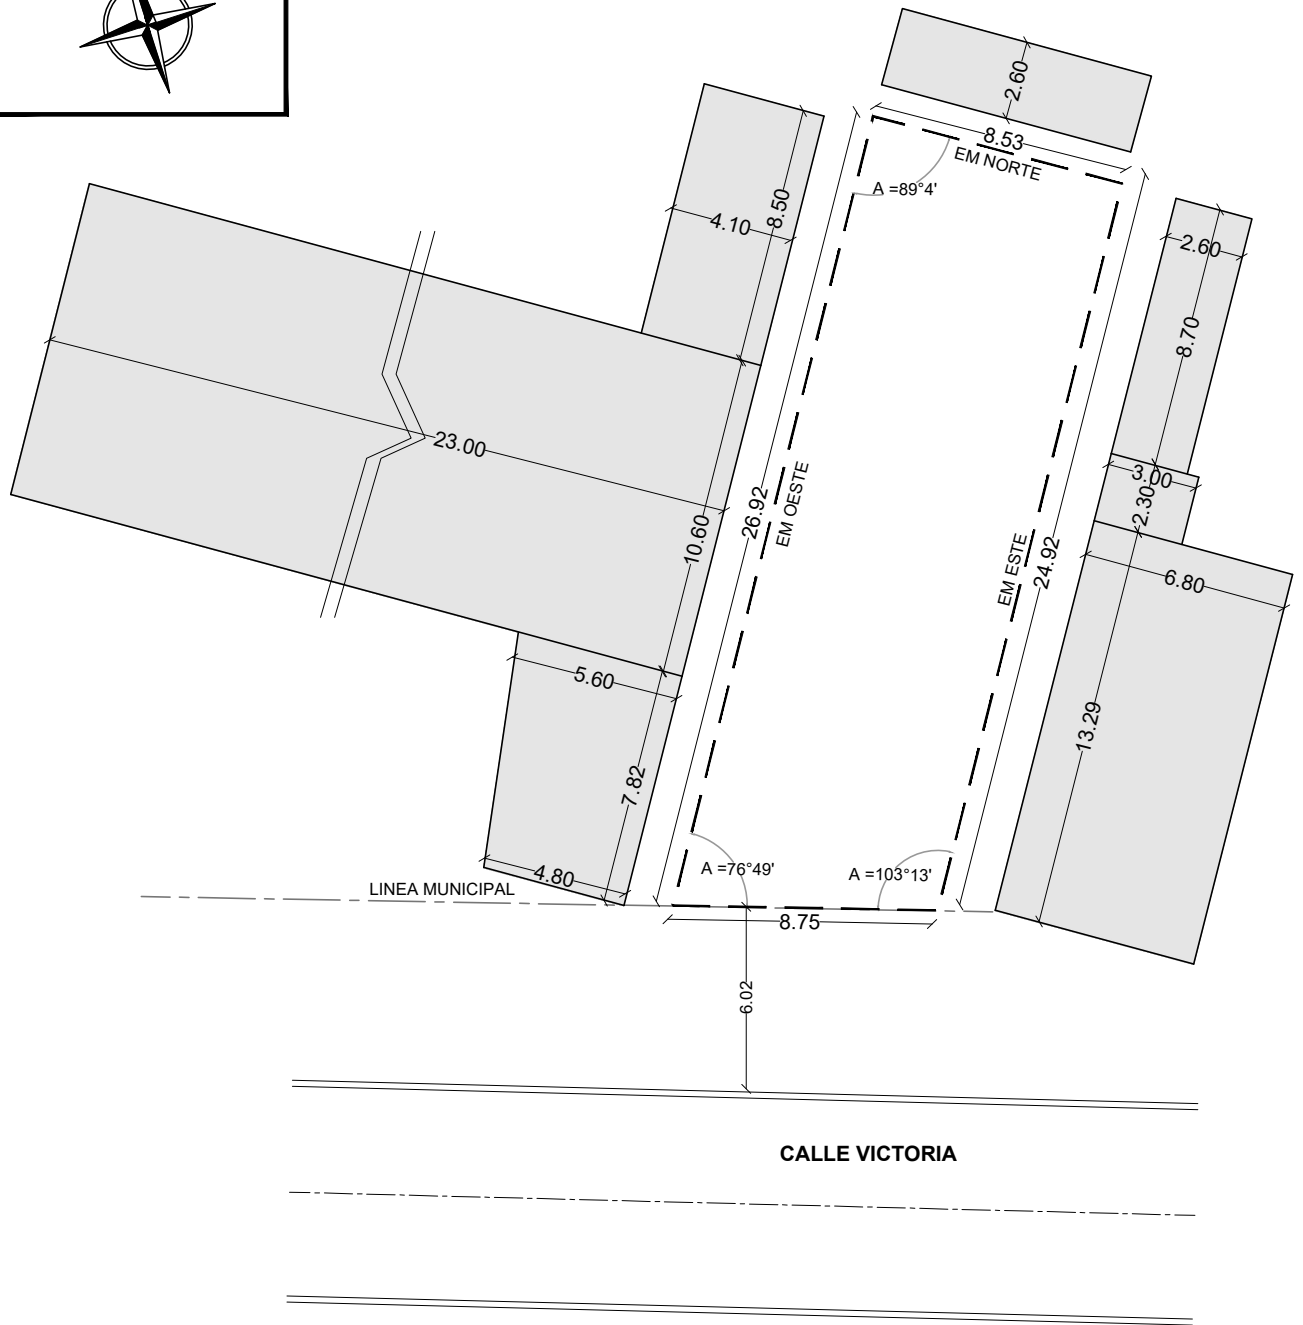 2.60
8.53
EM NORTE
A =89°4'
8.50
4.10
2.60
8.70
23.00
10.60
26.92
EM OESTE
3.00
2.30
EM ESTE
24.92
6.80
5.60
13.29
7.82
4.80
A =76°49'
A =103°13'
LINEA MUNICIPAL
8.75
6.02
CALLE VICTORIA